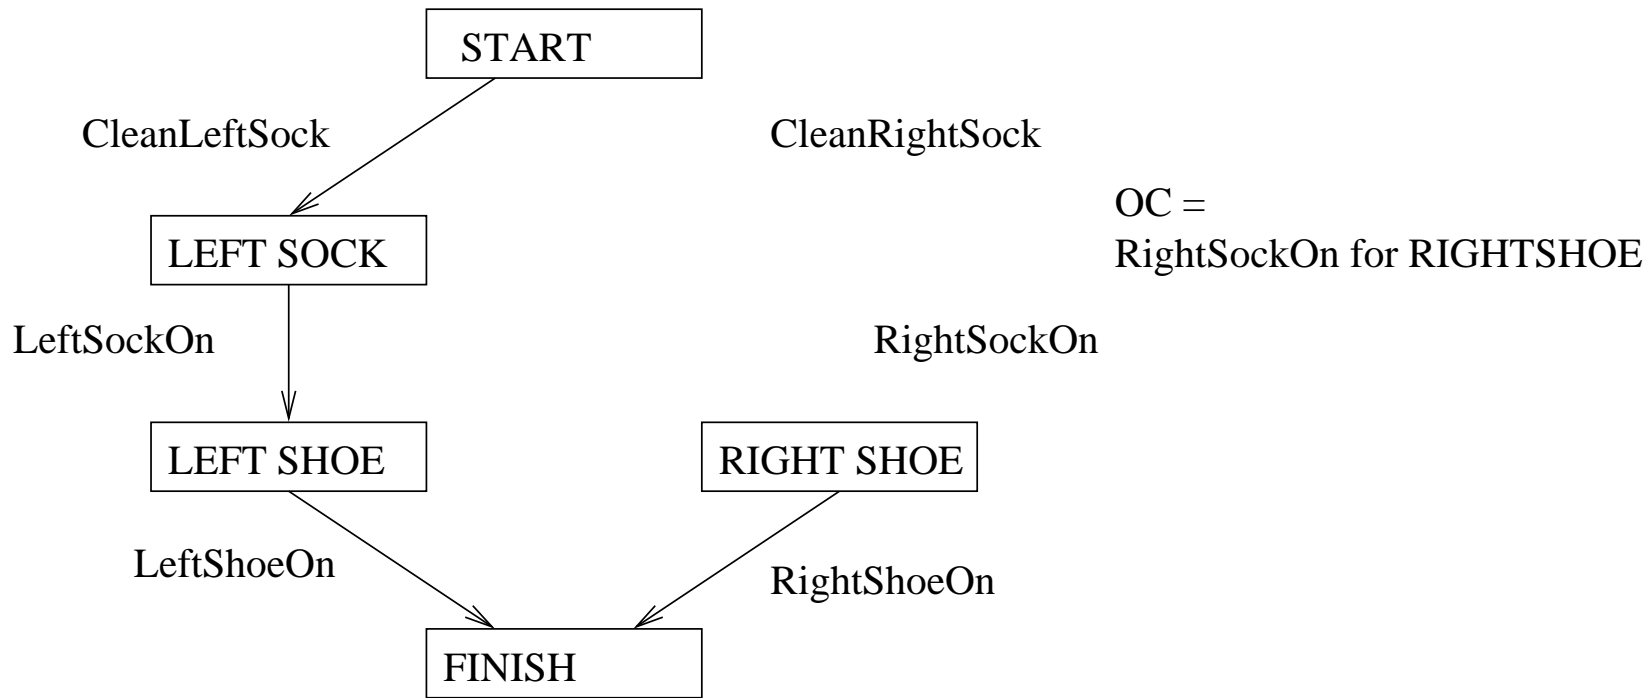 START
CleanLeftSock
CleanRightSock
OC =
LEFT SOCK
RightSockOn for RIGHTSHOE
LeftSockOn
RightSockOn
LEFT SHOE
RIGHT SHOE
LeftShoeOn
RightShoeOn
FINISH